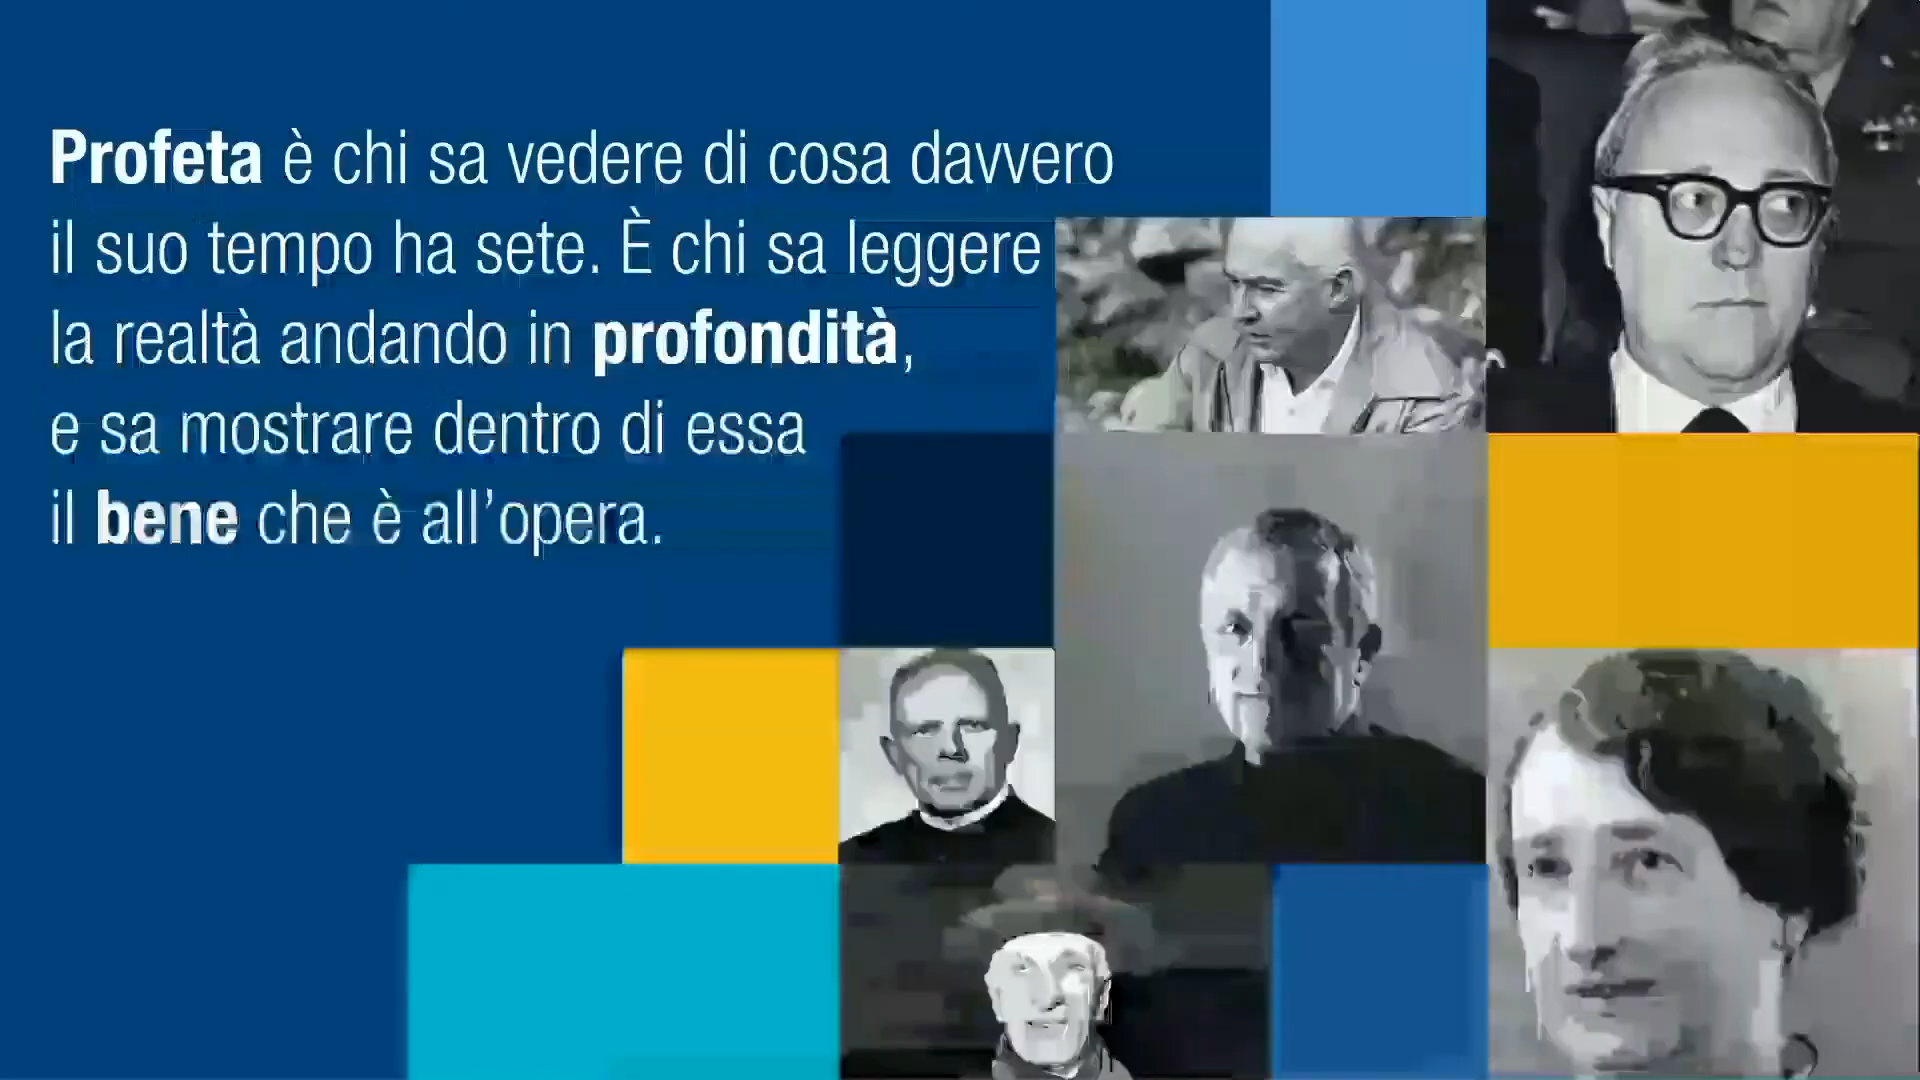 Profeta è chi sa vedere di cosa davvero
il suo tempo ha sete. È chi sa leggere
la realtà andando in profondità,
e sa mostrare dentro di essa
il bene che è all’opera.